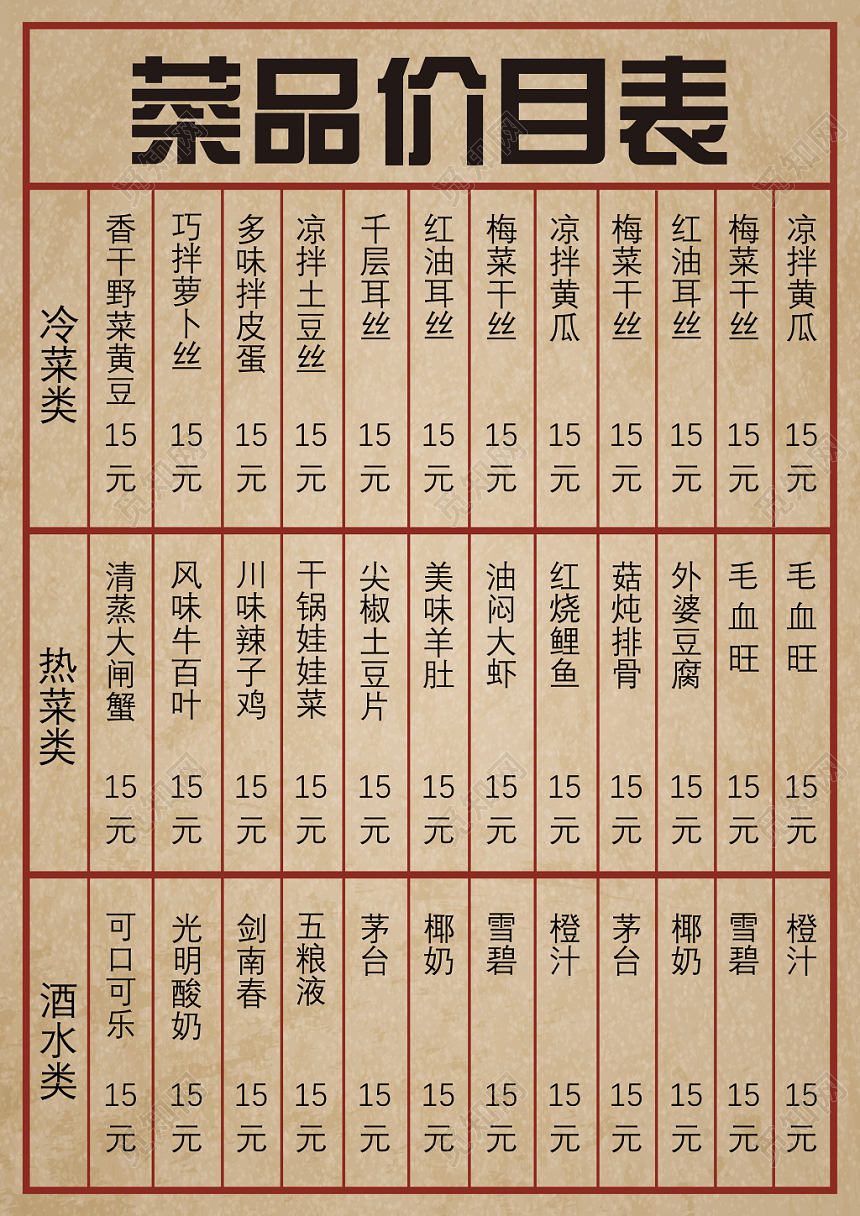 菜品价目表
冷菜类
香干野菜黄豆 15元
巧拌萝卜丝 15元
多味拌皮蛋 15元
凉拌土豆丝 15元
千层耳丝 15元
红油耳丝 15元
梅菜干丝 15元
凉拌黄瓜 15元
梅菜干丝 15元
红油耳丝 15元
梅菜干丝 15元
凉拌黄瓜 15元
热菜类
清蒸大闸蟹 15元
风味牛百叶 15元
川味辣子鸡 15元
干锅娃娃菜 15元
尖椒土豆片 15元
美味羊肚 15元
油闷大虾 15元
红烧鲤鱼 15元
菇炖排骨 15元
外婆豆腐 15元
毛血旺 15元
毛血旺 15元
酒水类
可口可乐 15元
光明酸奶 15元
剑南春 15元
五粮液 15元
茅台 15元
椰奶 15元
雪碧 15元
橙汁 15元
茅台 15元
椰奶 15元
雪碧 15元
橙汁 15元
觅知网